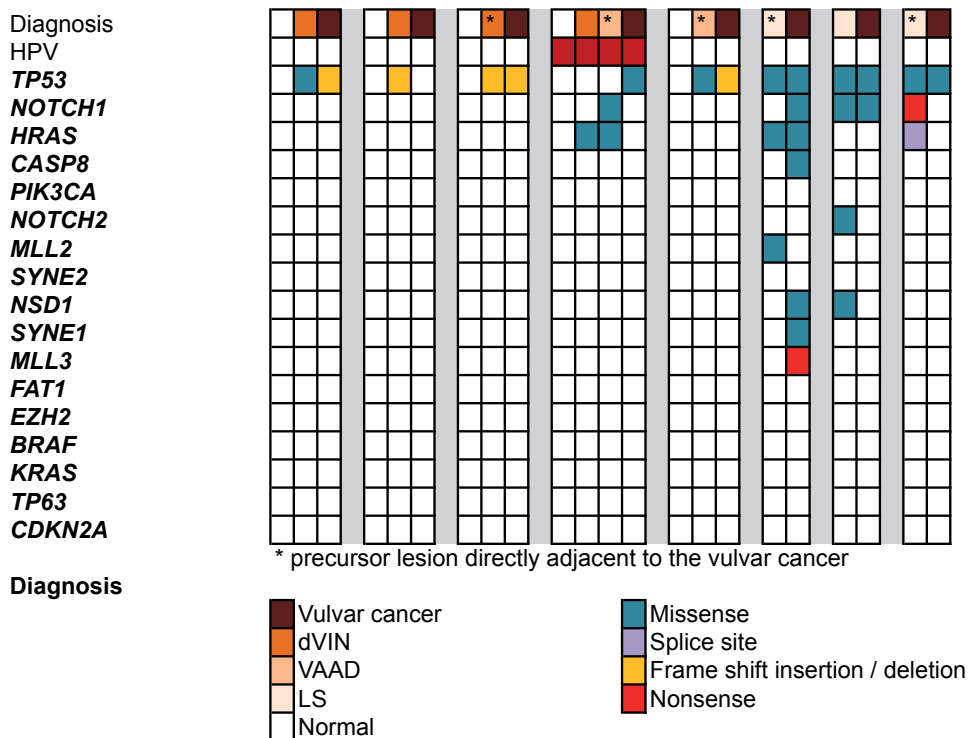 Diagnosis * * * * *
HPV
TP53
NOTCH1
HRAS
CASP8
PIK3CA
NOTCH2
MLL2
SYNE2
NSD1
SYNE1
MLL3
FAT1
EZH2
BRAF
KRAS
TP63
CDKN2A
* precursor lesion directly adjacent to the vulvar cancer
Diagnosis
Vulvar cancer
dVIN
VAAD
LS
Normal
Missense
Splice site
Frame shift insertion / deletion
Nonsense